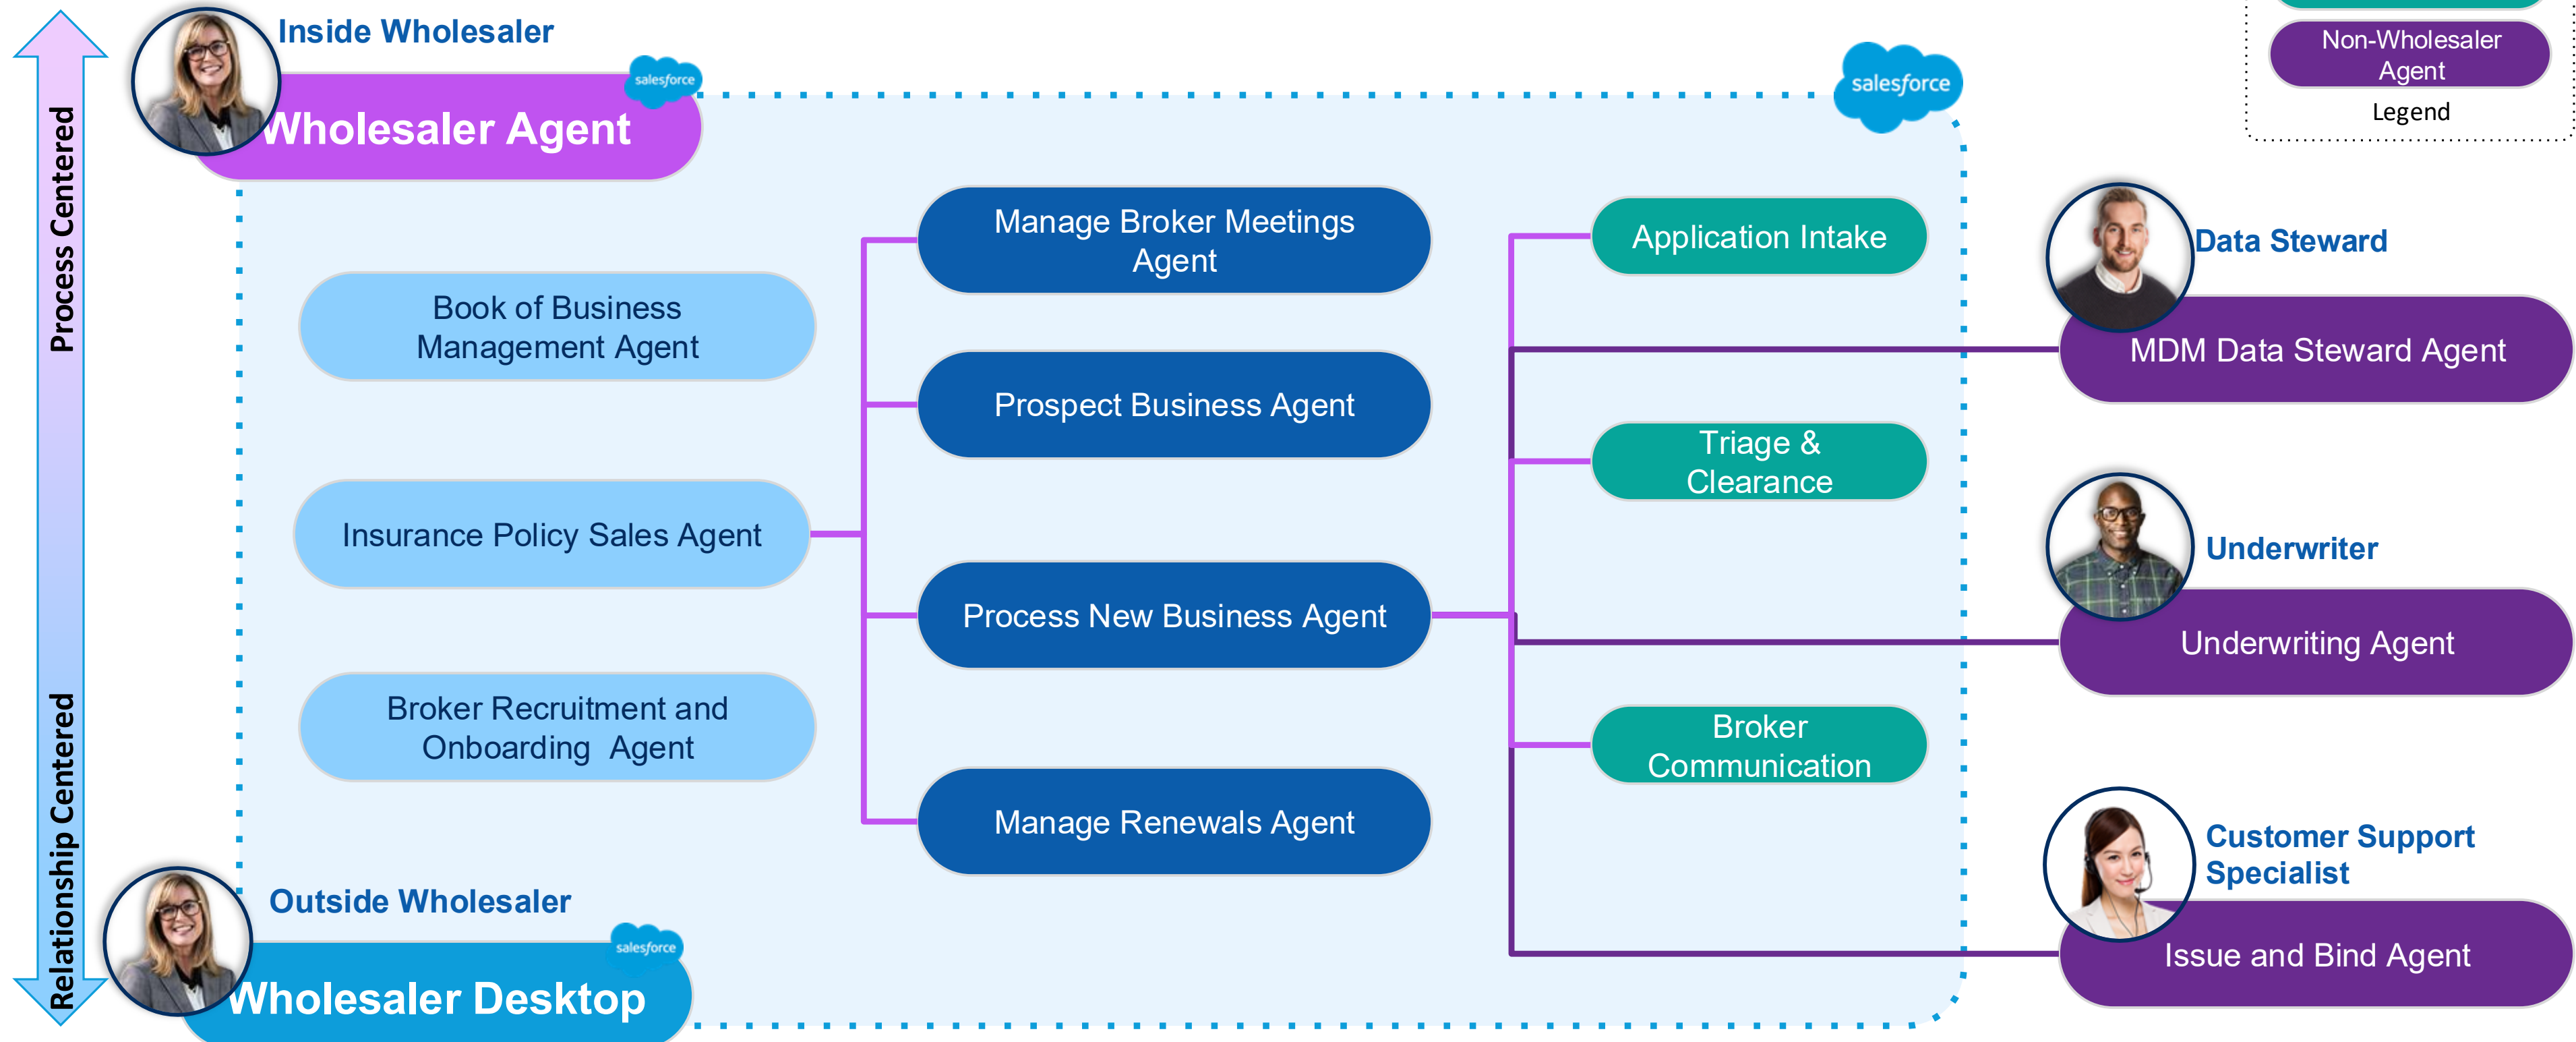 Inside Wholesaler
salesforce
Wholesaler Agent
salesforce
Non-Wholesaler
Agent
Legend
Process Centered
Relationship Centered
Book of Business
Management Agent
Insurance Policy Sales Agent
Broker Recruitment and
Onboarding  Agent
Manage Broker Meetings
Agent
Prospect Business Agent
Process New Business Agent
Manage Renewals Agent
Application Intake
Triage &
Clearance
Broker
Communication
Data Steward
MDM Data Steward Agent
Underwriter
Underwriting Agent
Customer Support
Specialist
Issue and Bind Agent
Outside Wholesaler
salesforce
Wholesaler Desktop